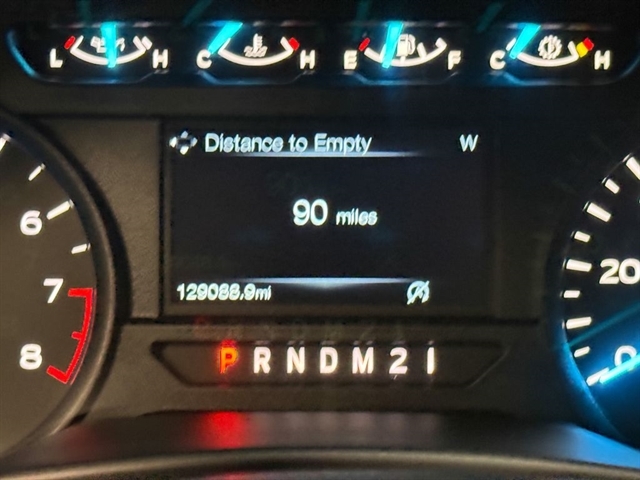 L H C H E F C H
Distance to Empty W
90 miles
129088.9mi
P R N D M 2 1
6
7
8
20
0